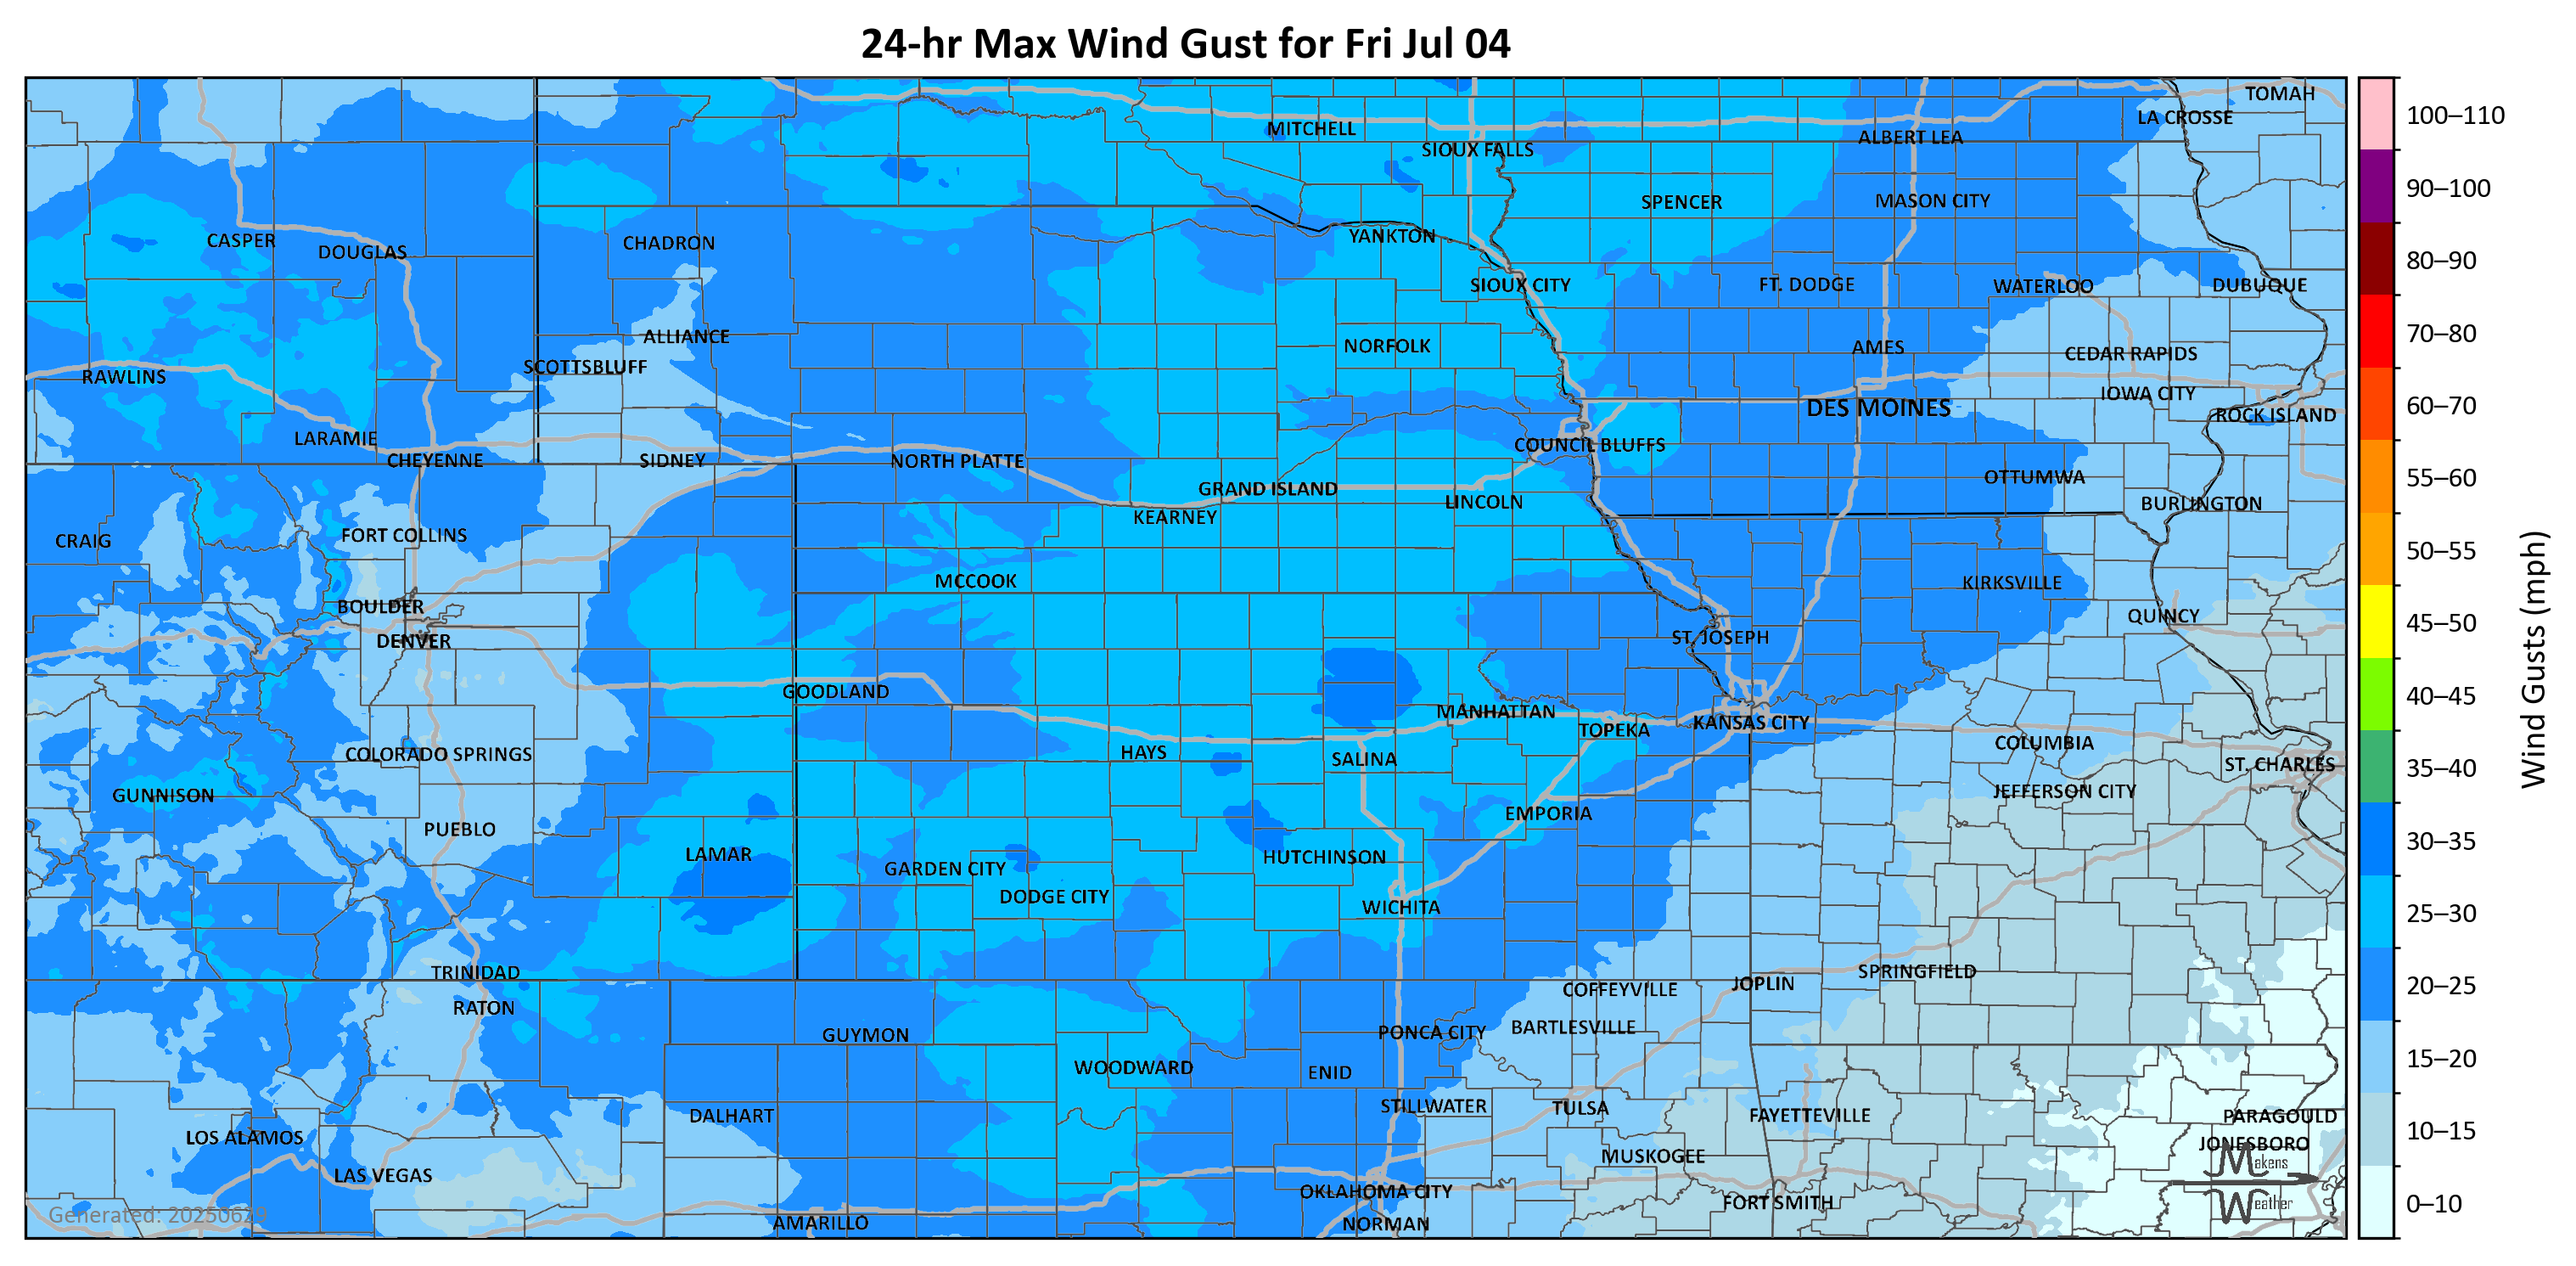 24-hr Max Wind Gust for Fri Jul 04
TOMAH
LA CROSSE
MITCHELL
ALBERT LEA
SIOUX FALLS
SPENCER
MASON CITY
CASPER
DOUGLAS
CHADRON
YANKTON
SIOUX CITY
FT. DODGE
WATERLOO
DUBUQUE
ALLIANCE
NORFOLK
AMES
CEDAR RAPIDS
SCOTTSBLUFF
RAWLINS
IOWA CITY
DES MOINES
ROCK ISLAND
LARAMIE
COUNCIL BLUFFS
CHEYENNE
SIDNEY
NORTH PLATTE
OTTUMWA
GRAND ISLAND
LINCOLN
BURLINGTON
KEARNEY
CRAIG
FORT COLLINS
MCCOOK
KIRKSVILLE
BOULDER
QUINCY
DENVER
ST. JOSEPH
GOODLAND
MANHATTAN
KANSAS CITY
TOPEKA
COLUMBIA
COLORADO SPRINGS
HAYS
SALINA
ST. CHARLES
GUNNISON
JEFFERSON CITY
EMPORIA
PUEBLO
LAMAR
HUTCHINSON
GARDEN CITY
DODGE CITY
WICHITA
TRINIDAD
SPRINGFIELD
JOPLIN
COFFEYVILLE
RATON
BARTLESVILLE
GUYMON
PONCA CITY
WOODWARD
ENID
STILLWATER
TULSA
DALHART
FAYETTEVILLE
PARAGOULD
LOS ALAMOS
JONESBORO
MUSKOGEE
LAS VEGAS
OKLAHOMA CITY
FORT SMITH
AMARILLO
NORMAN
Generated: 20250629
Makens
Weather
100–110
90–100
80–90
70–80
60–70
55–60
50–55
45–50
40–45
35–40
30–35
25–30
20–25
15–20
10–15
0–10
Wind Gusts (mph)